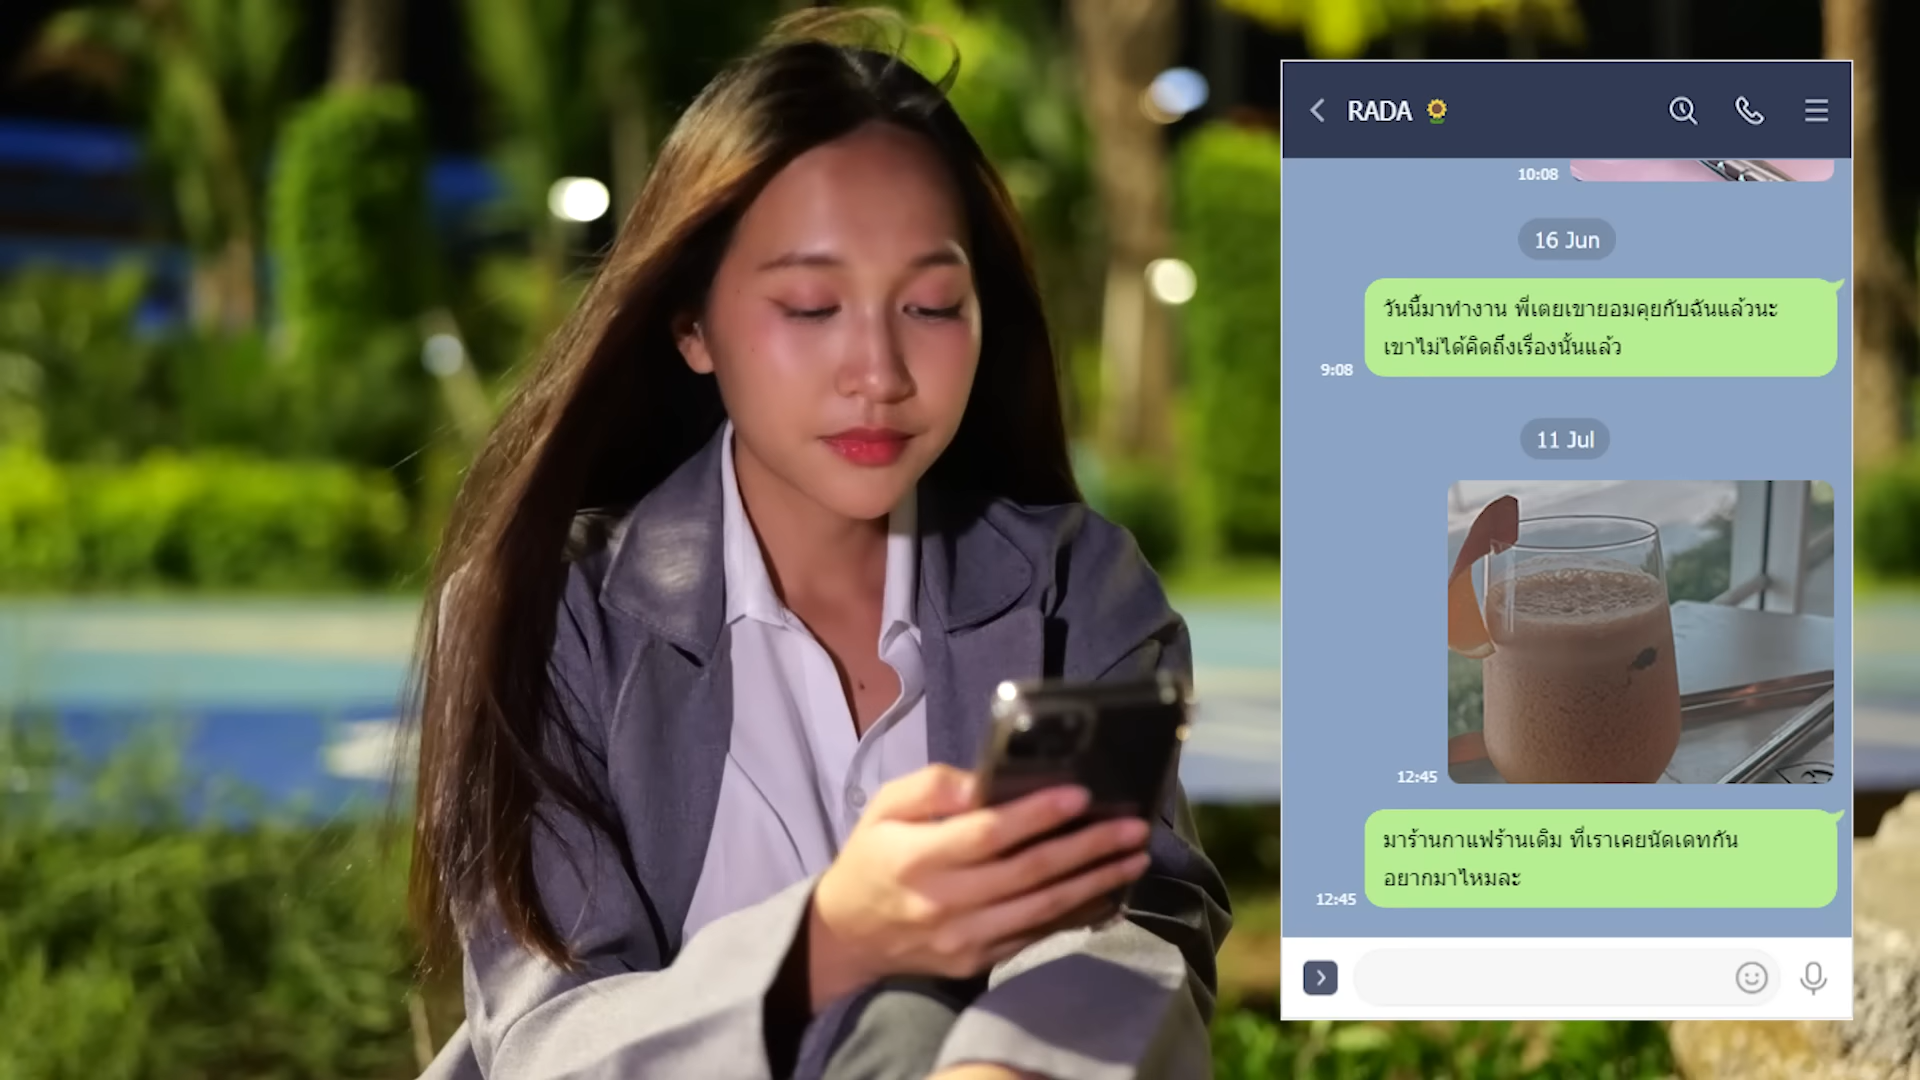 RADA 🌻
10:08
16 Jun
วันนี้มาทำงาน พี่เตยเขายอมคุยกับฉันแล้วนะ
เขาไม่ได้คิดถึงเรื่องนั้นแล้ว
9:08
11 Jul
12:45
มาร้านกาแฟร้านเดิม ที่เราเคยนัดเดทกัน
อยากมาไหมละ
12:45